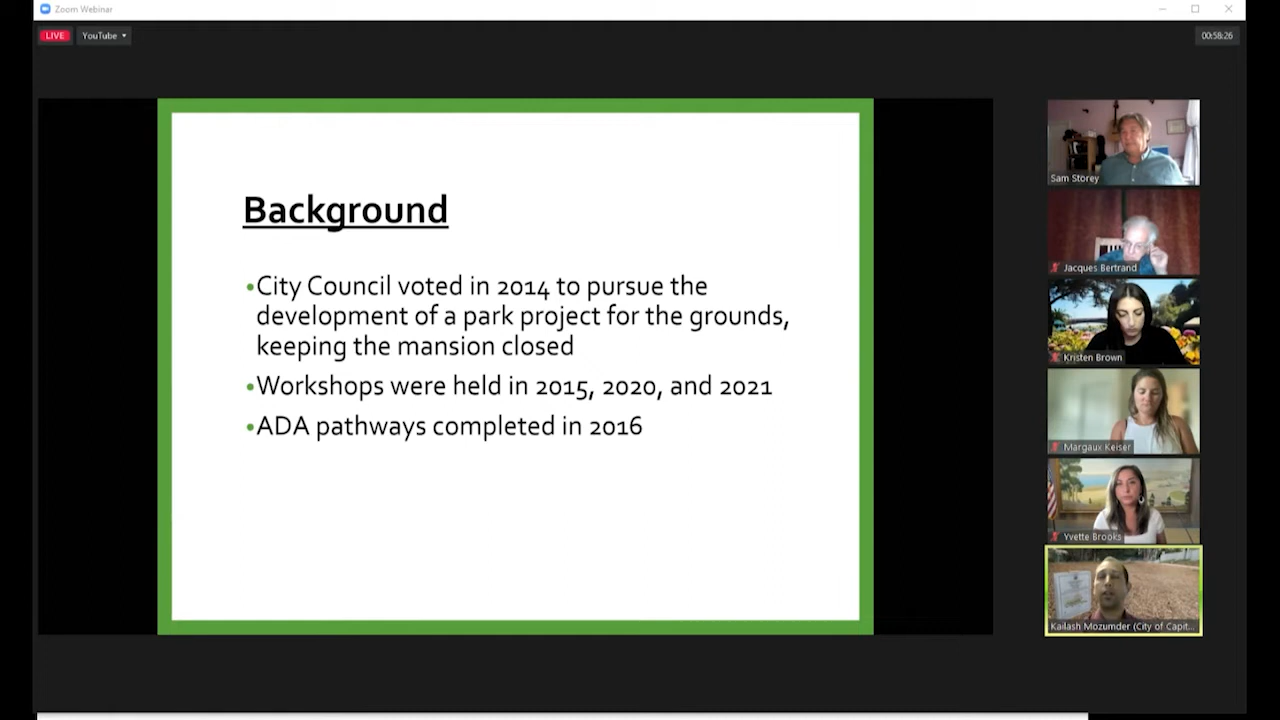 Zoom Webinar
LIVE
YouTube
00:58:26
Background
•City Council voted in 2014 to pursue the
development of a park project for the grounds,
keeping the mansion closed
•Workshops were held in 2015, 2020, and 2021
•ADA pathways completed in 2016
Sam Storey
Jacques Bertrand
Kristen Brown
Margaux Keiser
Yvette Brooks
Kailash Mozumder (City of Capit...